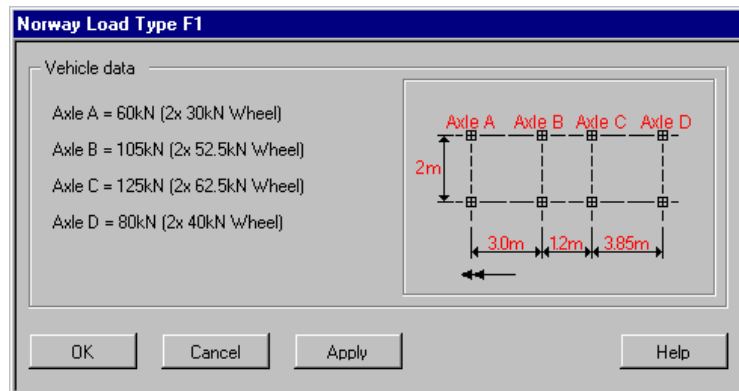 Norway Load Type F1
Vehicle data
Axle A = 60kN (2x 30kN Wheel)
Axle B = 105kN (2x 52.5kN Wheel)
Axle C = 125kN (2x 62.5kN Wheel)
Axle D = 80kN (2x 40kN Wheel)
Axle A Axle B Axle C Axle D
2m
3.0m 1.2m 3.85m
OK Cancel Apply Help